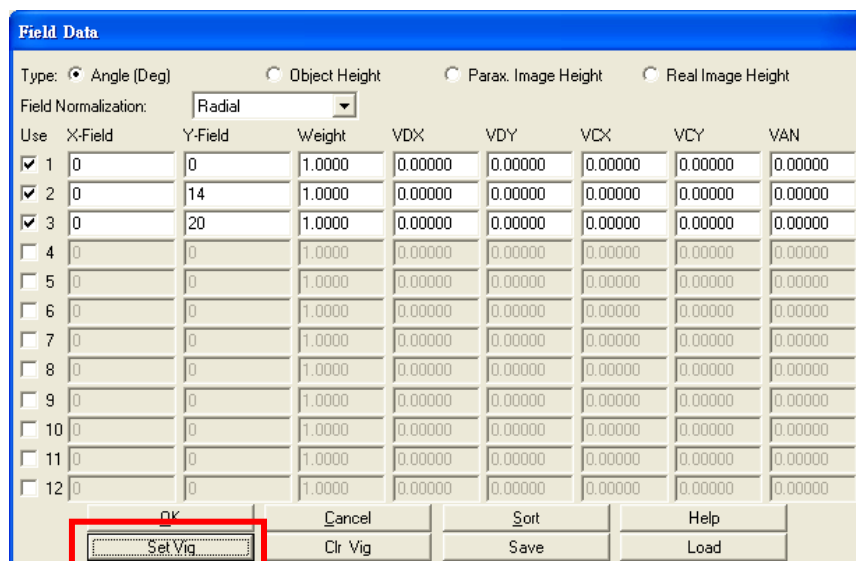 Field Data
Type: Angle (Deg) Object Height Parax. Image Height Real Image Height
Field Normalization: Radial
Use X-Field Y-Field Weight VDX VDY VCX VCY VAN
1 0 0 1.0000 0.00000 0.00000 0.00000 0.00000 0.00000
2 0 14 1.0000 0.00000 0.00000 0.00000 0.00000 0.00000
3 0 20 1.0000 0.00000 0.00000 0.00000 0.00000 0.00000
4 0 0 1.0000 0.00000 0.00000 0.00000 0.00000 0.00000
5 0 0 1.0000 0.00000 0.00000 0.00000 0.00000 0.00000
6 0 0 1.0000 0.00000 0.00000 0.00000 0.00000 0.00000
7 0 0 1.0000 0.00000 0.00000 0.00000 0.00000 0.00000
8 0 0 1.0000 0.00000 0.00000 0.00000 0.00000 0.00000
9 0 0 1.0000 0.00000 0.00000 0.00000 0.00000 0.00000
10 0 0 1.0000 0.00000 0.00000 0.00000 0.00000 0.00000
11 0 0 1.0000 0.00000 0.00000 0.00000 0.00000 0.00000
12 0 0 1.0000 0.00000 0.00000 0.00000 0.00000 0.00000
OK Cancel Sort Help
Set Vig Clr Vig Save Load